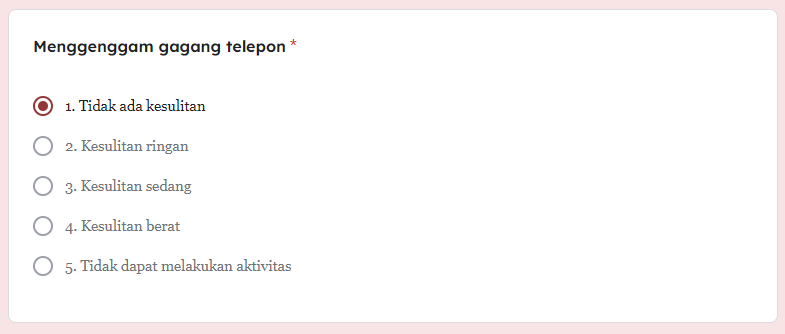 Menggenggam gagang telepon *
1. Tidak ada kesulitan
2. Kesulitan ringan
3. Kesulitan sedang
4. Kesulitan berat
5. Tidak dapat melakukan aktivitas